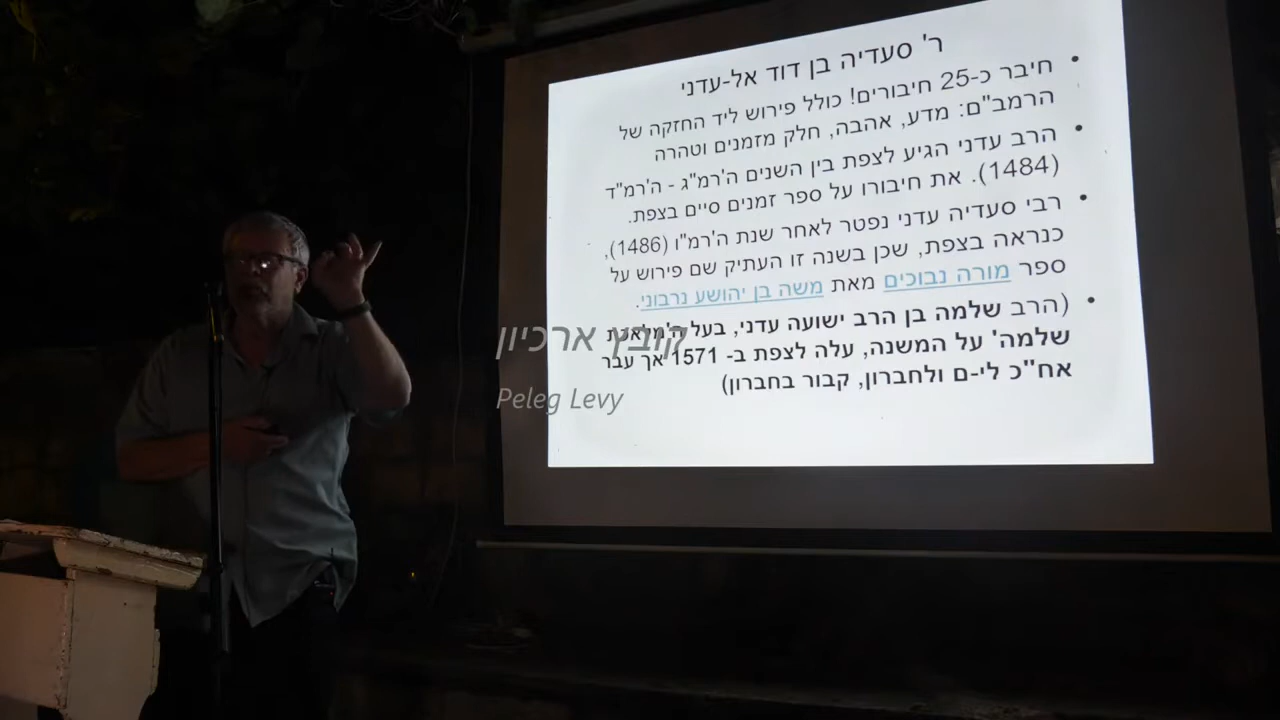 ר' סעדיה בן דוד אל-עדני
• חיבר כ-25 חיבורים! כולל פירוש ליד החזקה של
הרמב"ם: מדע, אהבה, חלק מזמנים וטהרה
• הרב עדני הגיע לצפת בין השנים ה'רמ"ג - ה'רמ"ד
(1484). את חיבורו על ספר זמנים סיים בצפת.
• רבי סעדיה עדני נפטר לאחר שנת ה'רמ"ו (1486),
כנראה בצפת, שכן בשנה זו העתיק שם פירוש על
ספר מורה נבוכים מאת משה בן יהושע נרבוני.
• (הרב שלמה בן הרב ישועה עדני, בעל ה'מלאכת
שלמה' על המשנה, עלה לצפת ב- 1571 אך עבר
אח"כ לי-ם ולחברון, קבור בחברון)
קובץ ארכיון
Peleg Levy